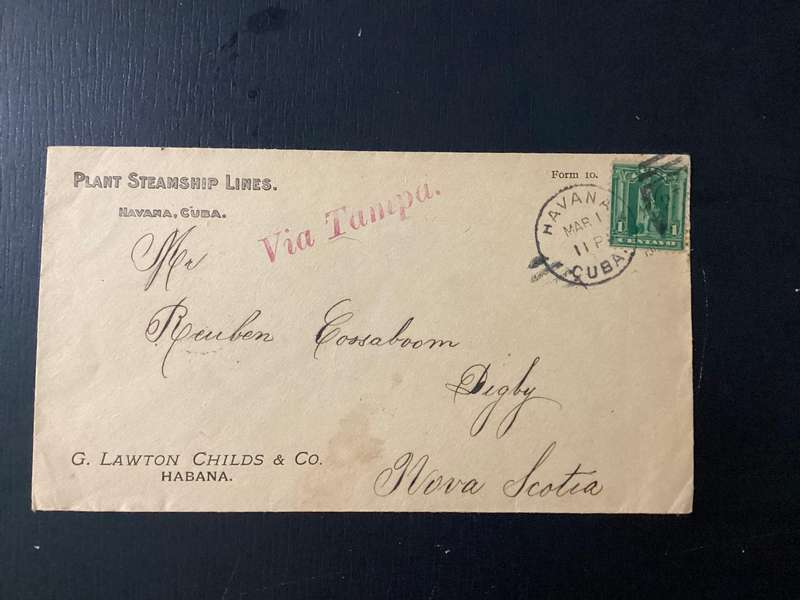 PLANT STEAMSHIP LINES.
HAVANA, CUBA.
Via Tampa.
Form 10.
HAVANA
MAR 1
11 P
CUBA.
1 CENTAVO 1
Mr
Reuben Cossaboom
Digby
Nova Scotia
G. LAWTON CHILDS & CO.
HABANA.